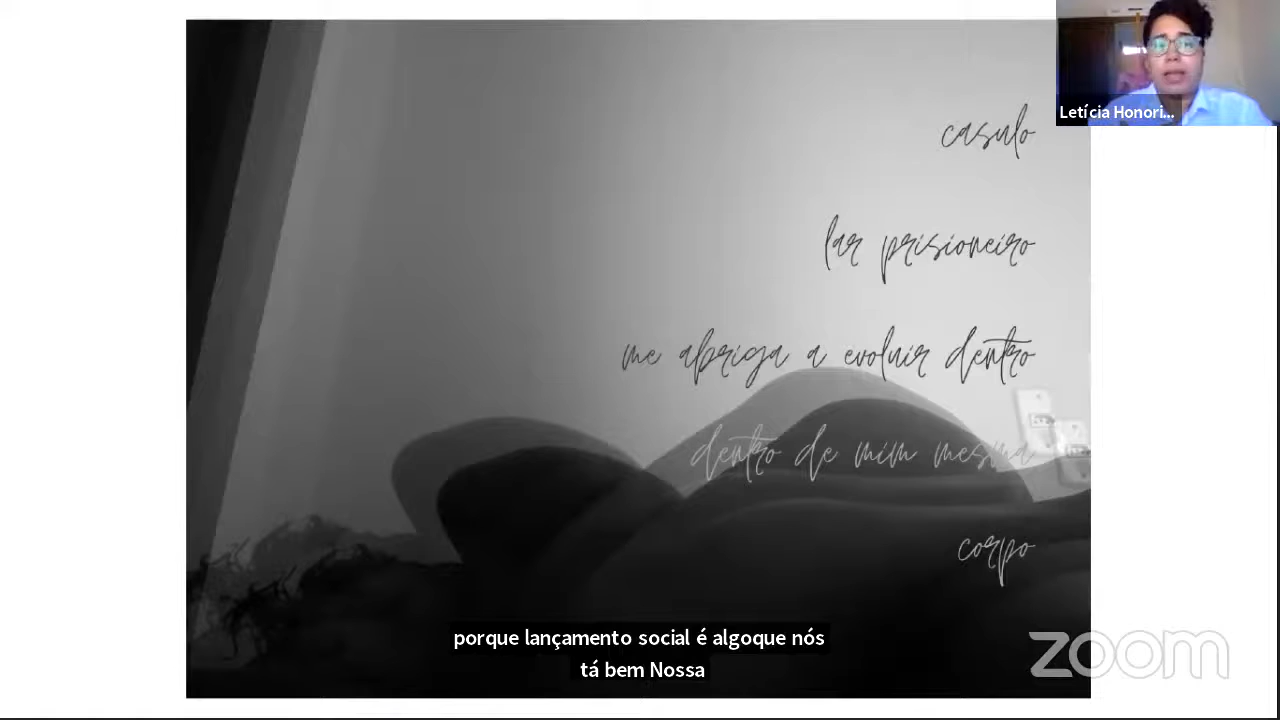 Letícia Honori...
casulo
lar prisioneiro
me abriga a evoluir dentro
dentro de mim mesma
corpo
porque lançamento social é algoque nós
tá bem Nossa
zoom